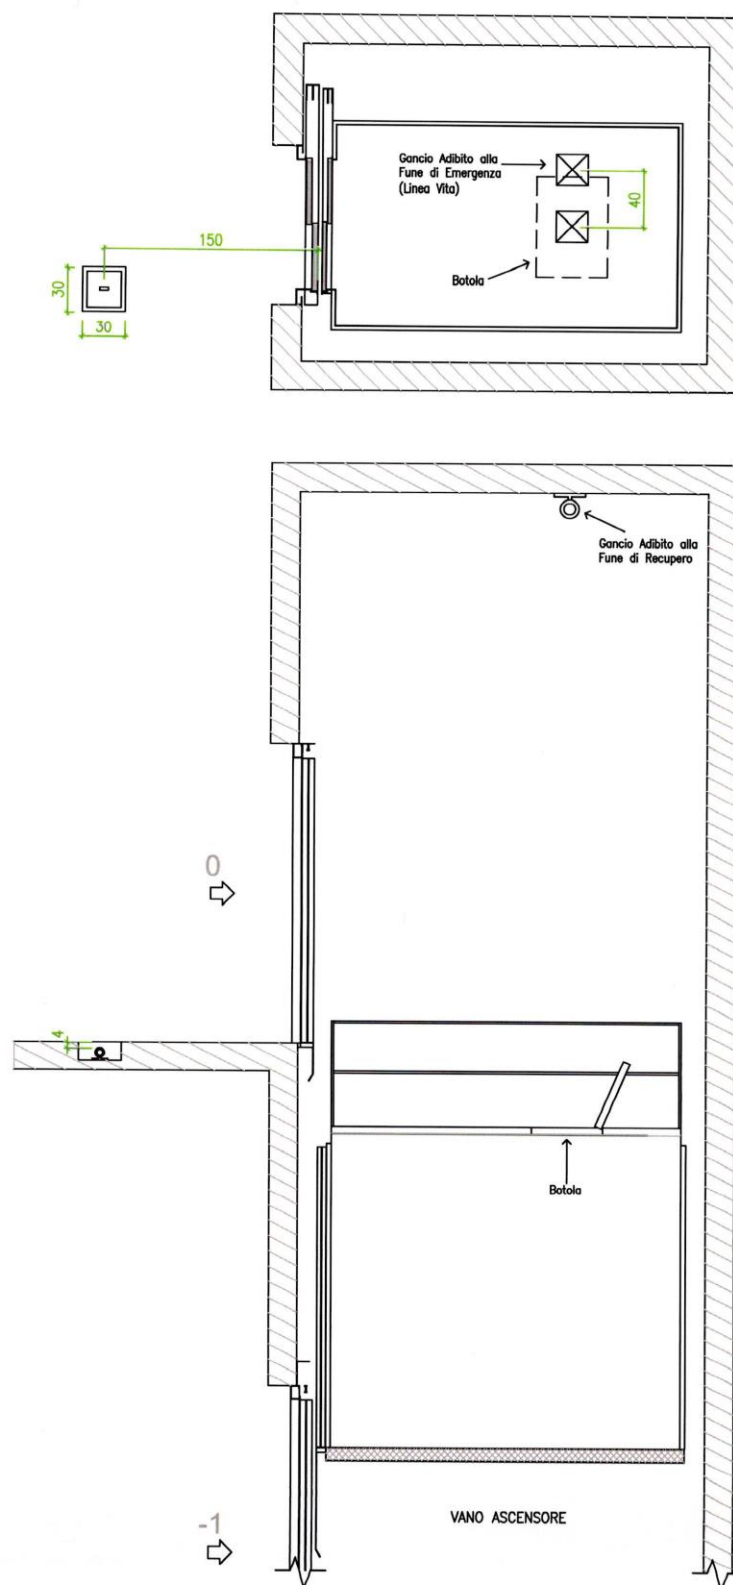 Gancio Adibito alla
Fune di Emergenza
(Linea Vita)
40
150
Botola
30
30
Gancio Adibito alla
Fune di Recupero
0
4
Botola
VANO ASCENSORE
-1